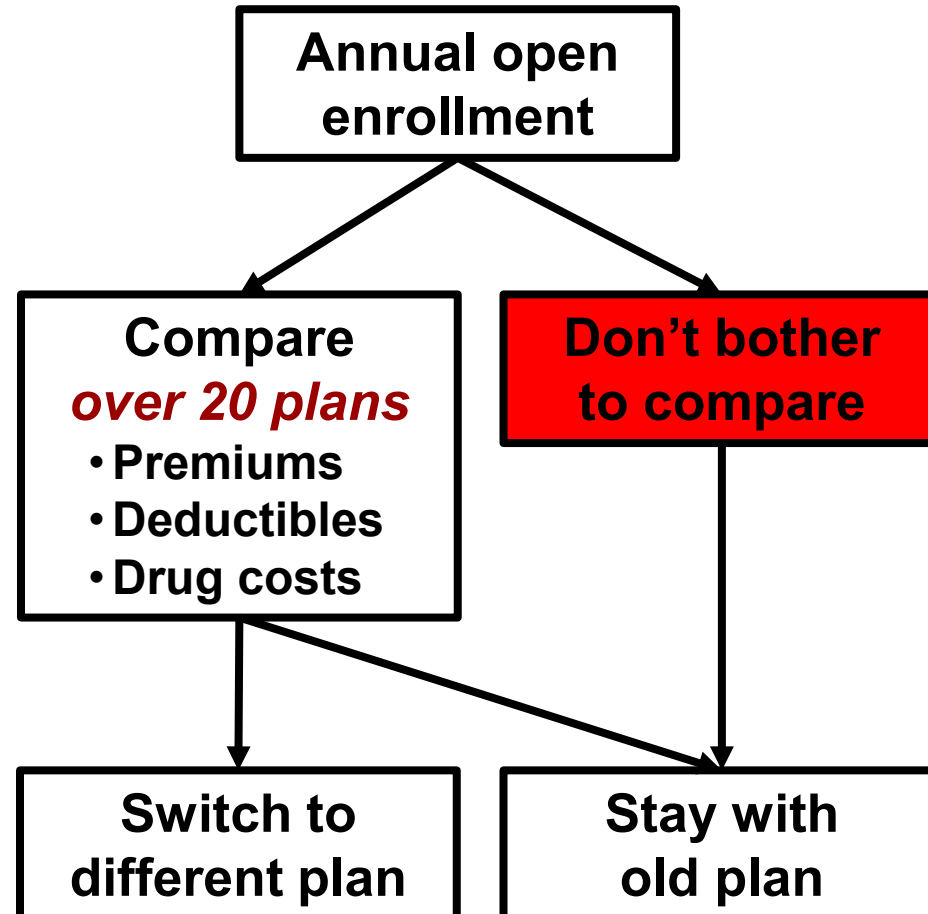 Annual open
enrollment
Compare
over 20 plans
• Premiums
• Deductibles
• Drug costs
Don’t bother
to compare
Switch to
different plan
Stay with
old plan